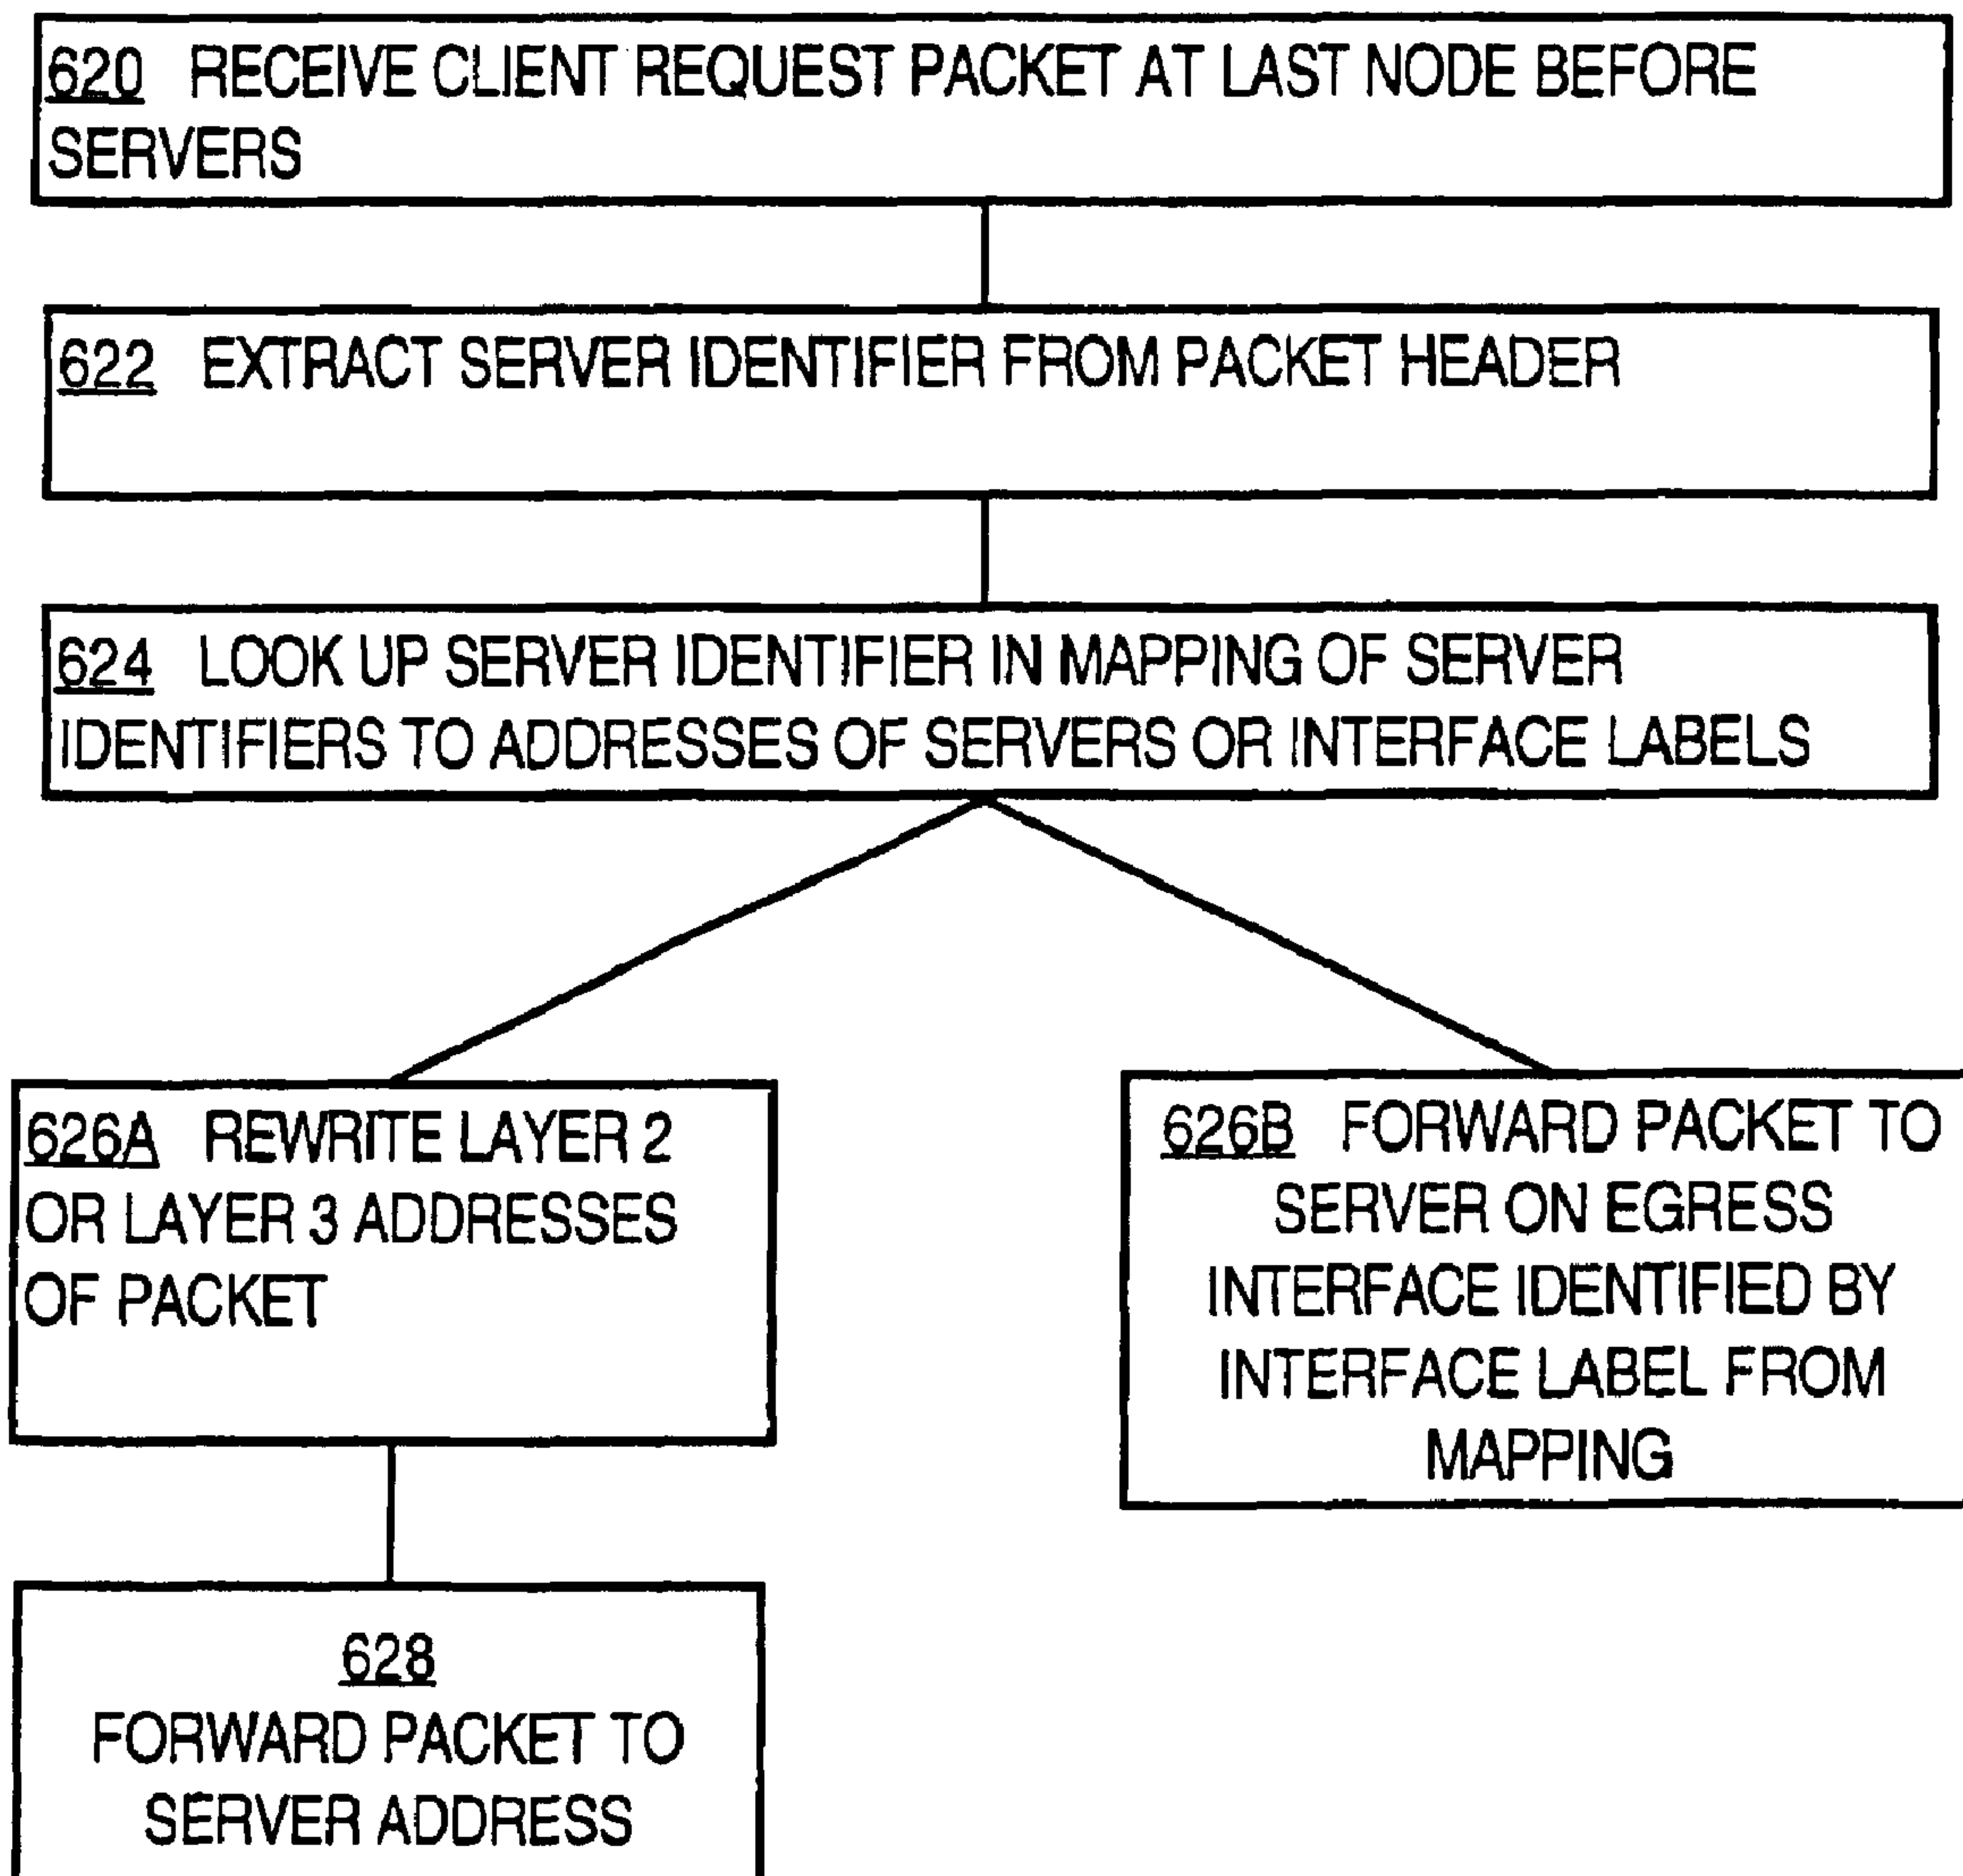 620 RECEIVE CLIENT REQUEST PACKET AT LAST NODE BEFORE
SERVERS
622 EXTRACT SERVER IDENTIFIER FROM PACKET HEADER
624 LOOK UP SERVER IDENTIFIER IN MAPPING OF SERVER
IDENTIFIERS TO ADDRESSES OF SERVERS OR INTERFACE LABELS
626A REWRITE LAYER 2
OR LAYER 3 ADDRESSES
OF PACKET
626B FORWARD PACKET TO
SERVER ON EGRESS
INTERFACE IDENTIFIED BY
INTERFACE LABEL FROM
MAPPING
628
FORWARD PACKET TO
SERVER ADDRESS